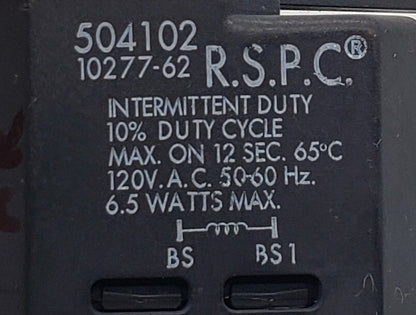 504102
10277-62 R.S.P.C.®
INTERMITTENT DUTY
10% DUTY CYCLE
MAX. ON 12 SEC. 65°C
120V. A.C. 50-60 Hz.
6.5 WATTS MAX.
BS BS1